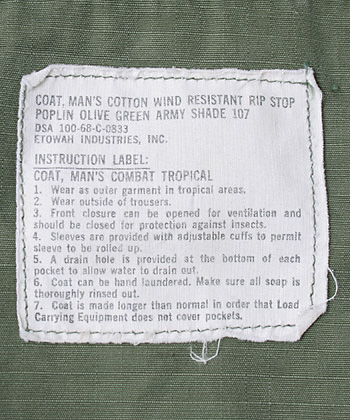 COAT, MAN'S COTTON WIND RESISTANT RIP STOP
POPLIN OLIVE GREEN ARMY SHADE 107
DSA 100-68-C-0833
ETOWAH INDUSTRIES, INC.
INSTRUCTION LABEL:
COAT, MAN'S COMBAT TROPICAL
1. Wear as outer garment in tropical areas.
2. Wear outside of trousers.
3. Front closure can be opened for ventilation and
should be closed for protection against insects.
4. Sleeves are provided with adjustable cuffs to permit
sleeve to be rolled up.
5. A drain hole is provided at the bottom of each
pocket to allow water to drain out.
6. Coat can be hand laundered. Make sure all soap is
thoroughly rinsed out.
7. Coat is made longer than normal in order that Load
Carrying Equipment does not cover pockets.